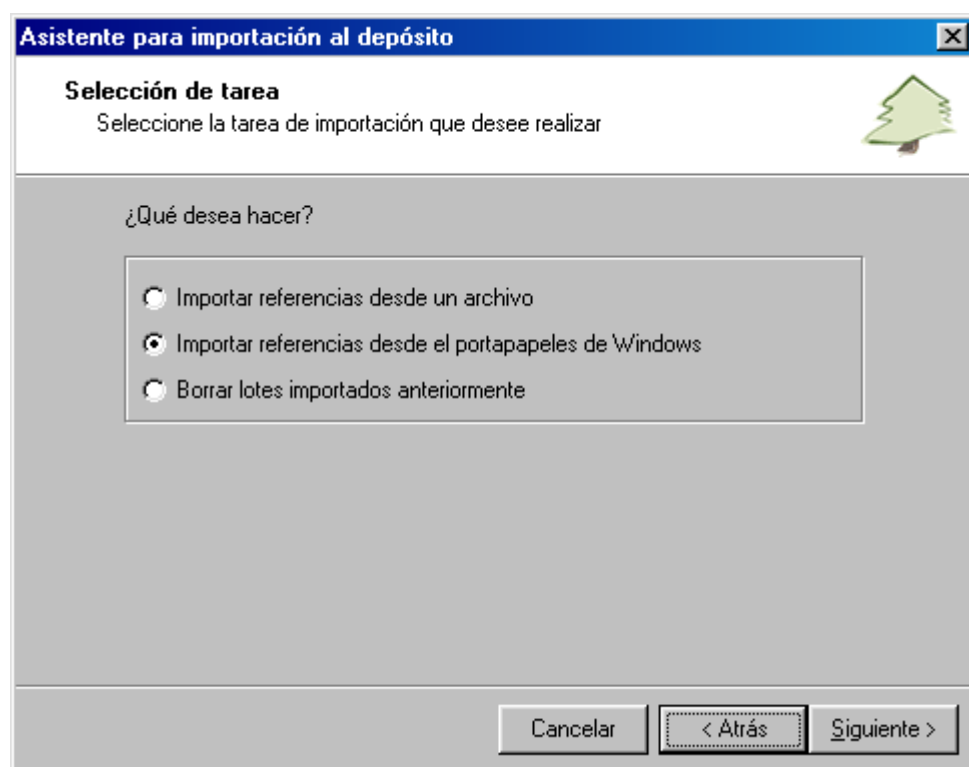 Asistente para importación al depósito
Selección de tarea
Seleccione la tarea de importación que desee realizar
¿Qué desea hacer?
Importar referencias desde un archivo
Importar referencias desde el portapapeles de Windows
Borrar lotes importados anteriormente
Cancelar < Atrás Siguiente >